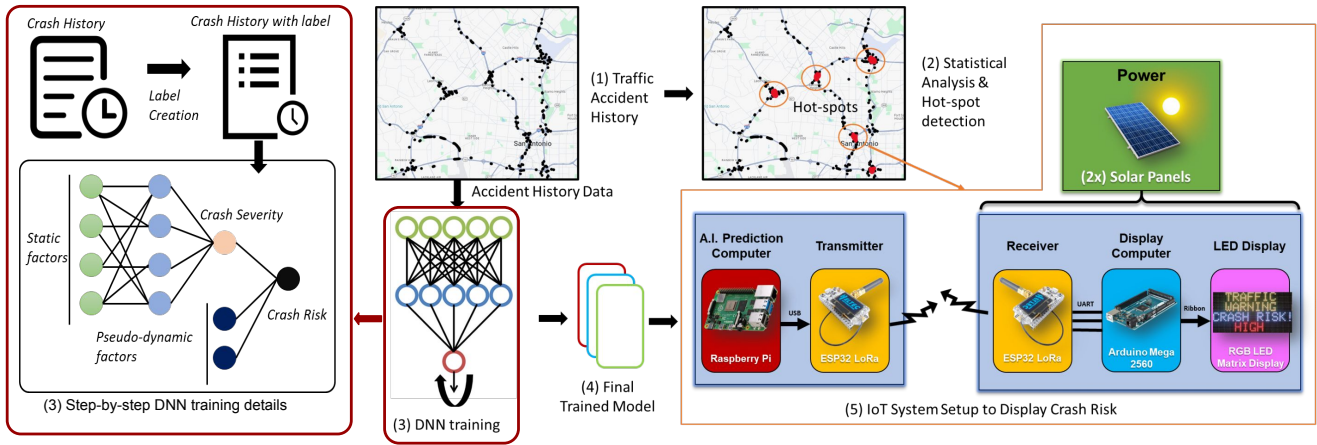 Crash History
Crash History with label
Label
Creation
Static
factors
Crash Severity
Crash Risk
Pseudo-dynamic
factors
(3) Step-by-step DNN training details
San Antonio
Accident History Data
(3) DNN training
(1) Traffic
Accident
History
Hot-spots
San Antonio
(2) Statistical
Analysis &
Hot-spot
detection
(4) Final
Trained Model
Power
(2x) Solar Panels
A.I. Prediction
Computer
Raspberry Pi
USB
Transmitter
ESP32 LoRa
Receiver
ESP32 LoRa
UART
Display
Computer
Arduino Mega
2560
Ribbon
LED Display
TRAFFIC
WARNING
CRASH RISK!
HIGH
RGB LED
Matrix Display
(5) IoT System Setup to Display Crash Risk